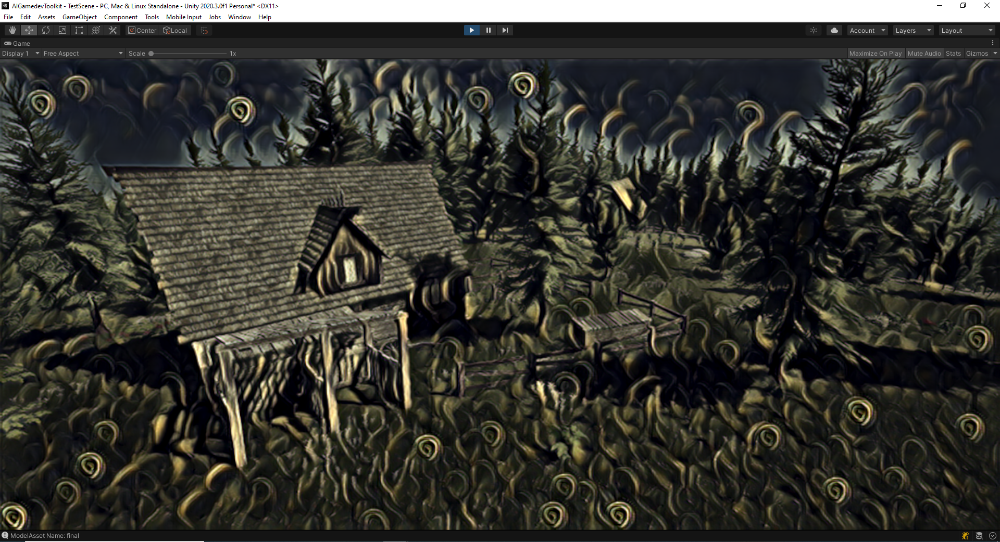 AIGamedevToolkit - TestScene - PC, Mac & Linux Standalone - Unity 2020.3.0f1 Personal* <DX11>
File Edit Assets GameObject Component Tools Mobile Input Jobs Window Help
Center Local Account Layers Layout
Game
Display 1 Free Aspect Scale 1x Maximize On Play Mute Audio Stats Gizmos
ModelAsset Name: final